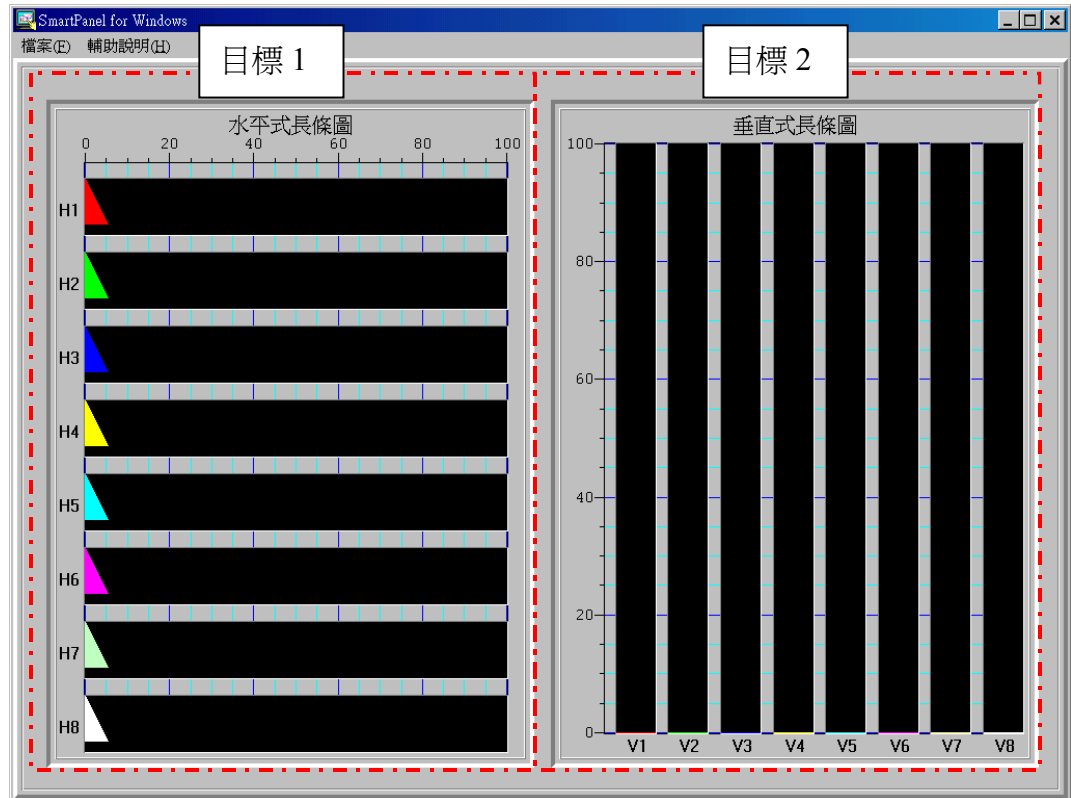 SmartPanel for Windows
檔案(F) 輔助說明(H)
目標 1
目標 2
水平式長條圖
0 20 40 60 80 100
H1
H2
H3
H4
H5
H6
H7
H8
垂直式長條圖
100
80
60
40
20
0
V1 V2 V3 V4 V5 V6 V7 V8